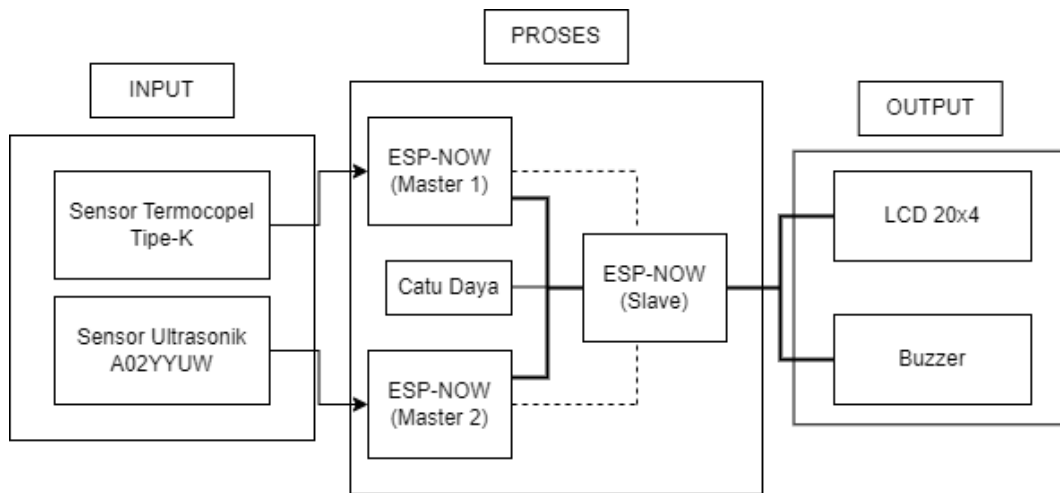 PROSES
INPUT
OUTPUT
Sensor Termocopel
Tipe-K
Sensor Ultrasonik
A02YYUW
ESP-NOW
(Master 1)
Catu Daya
ESP-NOW
(Master 2)
ESP-NOW
(Slave)
LCD 20x4
Buzzer